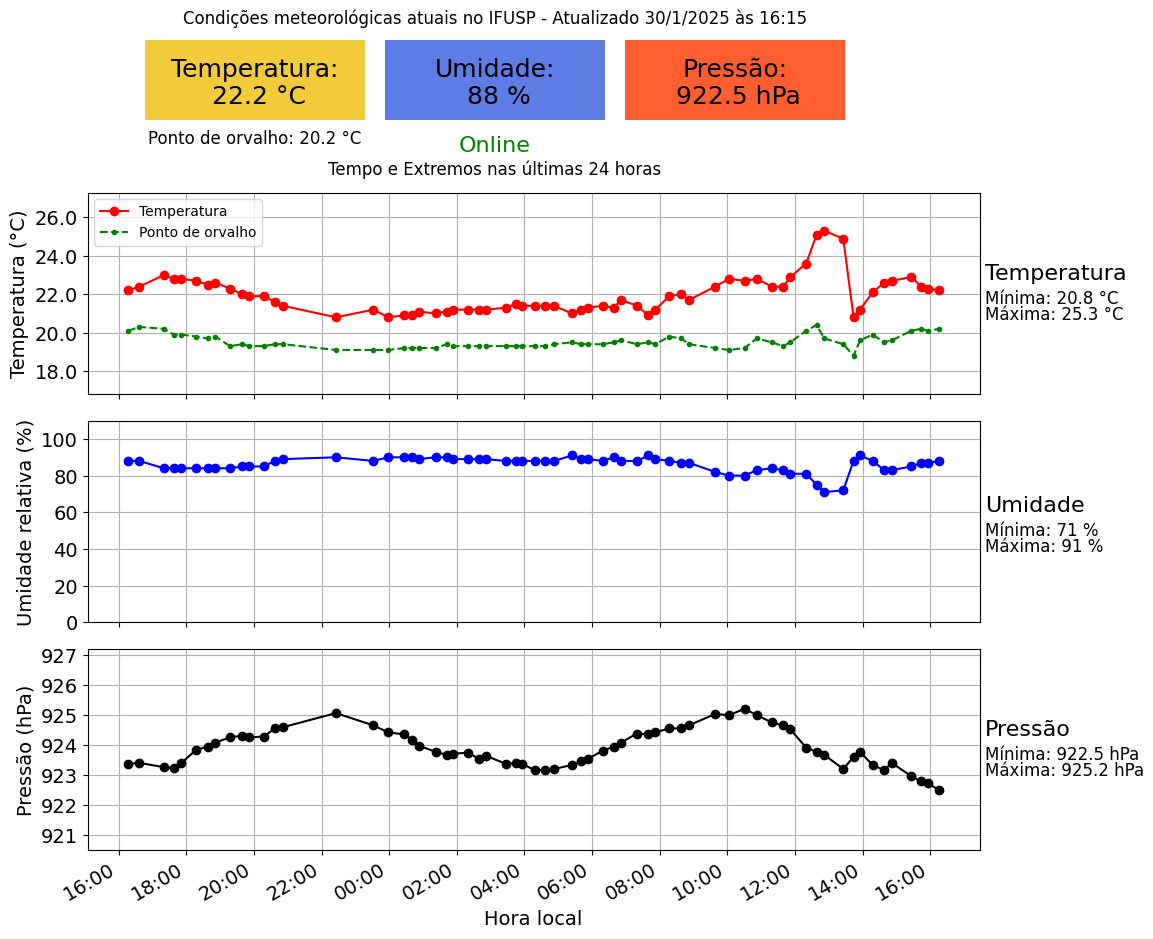 Condições meteorológicas atuais no IFUSP - Atualizado 30/1/2025 às 16:15
Temperatura:
22.2 °C
Umidade:
88 %
Pressão:
922.5 hPa
Ponto de orvalho: 20.2 °C
Online
Tempo e Extremos nas últimas 24 horas
Temperatura (°C)
26.0
24.0
22.0
20.0
18.0
Temperatura
Ponto de orvalho
Temperatura
Mínima: 20.8 °C
Máxima: 25.3 °C
Umidade relativa (%)
100
80
60
40
20
0
Umidade
Mínima: 71 %
Máxima: 91 %
Pressão (hPa)
927
926
925
924
923
922
921
Pressão
Mínima: 922.5 hPa
Máxima: 925.2 hPa
16:00
18:00
20:00
22:00
00:00
02:00
04:00
06:00
08:00
10:00
12:00
14:00
16:00
Hora local